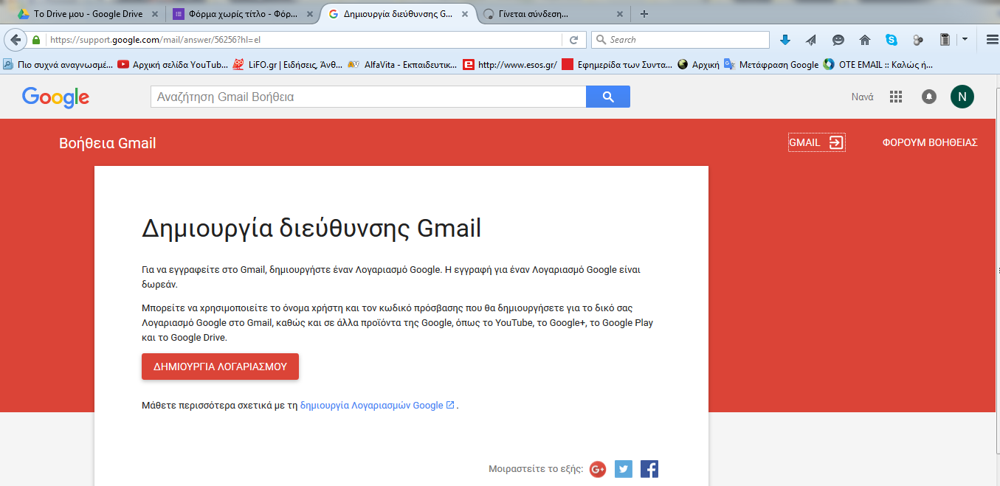 Το Drive μου - Google Drive
Φόρμα χωρίς τίτλο - Φόρ...
Δημιουργία διεύθυνσης G...
Γίνεται σύνδεση...
https://support.google.com/mail/answer/56256?hl=el
Search
Πιο συχνά αναγνωσμέ...
Αρχική σελίδα YouTub...
LiFO.gr | Ειδήσεις, Άνθ...
AlfaVita - Εκπαιδευτικ...
http://www.esos.gr/
Εφημερίδα των Συντα...
Αρχική
Μετάφραση Google
OTE EMAIL :: Καλώς ή...
Google
Αναζήτηση Gmail Βοήθεια
Νανά
N
Βοήθεια Gmail
GMAIL
ΦΟΡΟΥΜ ΒΟΗΘΕΙΑΣ
Δημιουργία διεύθυνσης Gmail
Για να εγγραφείτε στο Gmail, δημιουργήστε έναν Λογαριασμό Google. Η εγγραφή για έναν Λογαριασμό Google είναι
δωρεάν.
Μπορείτε να χρησιμοποιείτε το όνομα χρήστη και τον κωδικό πρόσβασης που θα δημιουργήσετε για το δικό σας
Λογαριασμό Google στο Gmail, καθώς και σε άλλα προϊόντα της Google, όπως το YouTube, το Google+, το Google Play
και το Google Drive.
ΔΗΜΙΟΥΡΓΙΑ ΛΟΓΑΡΙΑΣΜΟΥ
Μάθετε περισσότερα σχετικά με τη δημιουργία Λογαριασμών Google .
Μοιραστείτε το εξής: